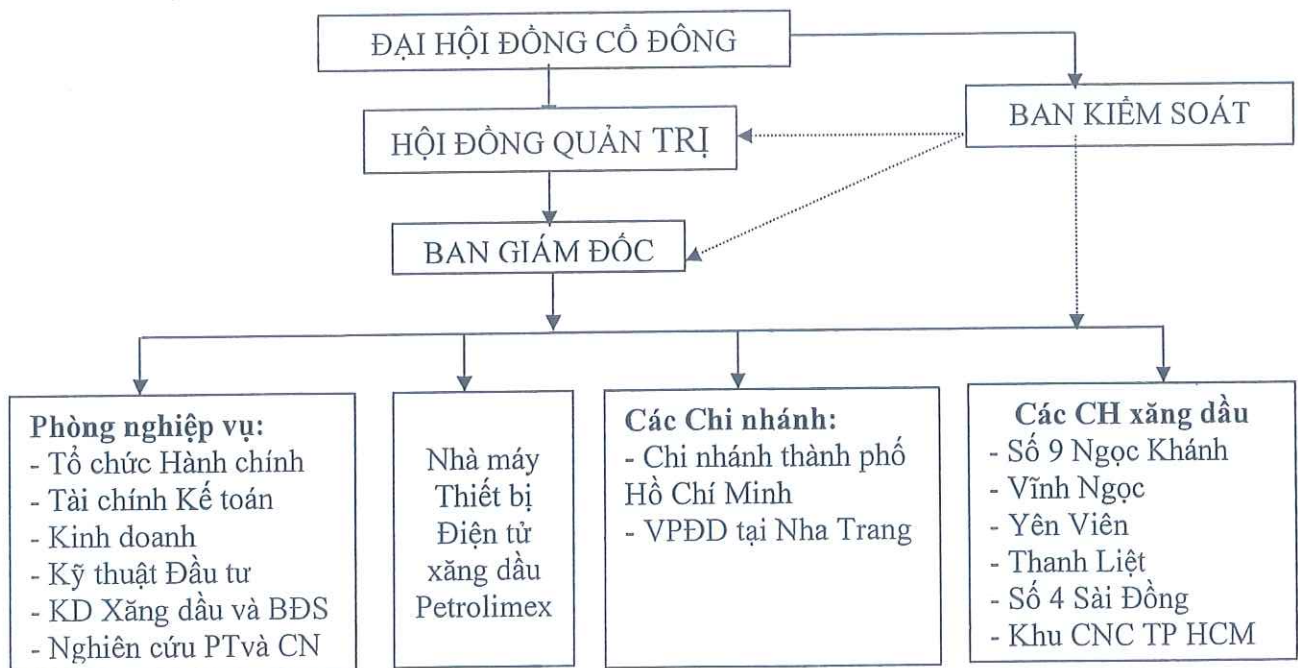 ĐẠI HỘI ĐỒNG CỔ ĐÔNG
BAN KIỂM SOÁT
HỘI ĐỒNG QUẢN TRỊ
BAN GIÁM ĐỐC
Phòng nghiệp vụ:
- Tổ chức Hành chính
- Tài chính Kế toán
- Kinh doanh
- Kỹ thuật Đầu tư
- KD Xăng dầu và BĐS
- Nghiên cứu PTvà CN
Nhà máy
Thiết bị
Điện tử
xăng dầu
Petrolimex
Các Chi nhánh:
- Chi nhánh thành phố
Hồ Chí Minh
- VPĐD tại Nha Trang
Các CH xăng dầu
- Số 9 Ngọc Khánh
- Vĩnh Ngọc
- Yên Viên
- Thanh Liệt
- Số 4 Sài Đồng
- Khu CNC TP HCM